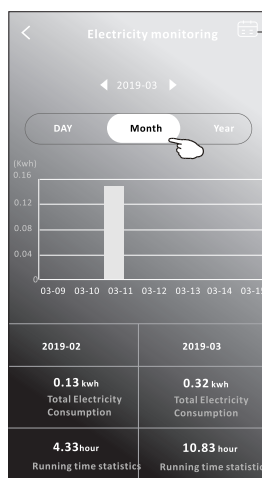 Electricity monitoring
2019-03
DAY Month Year
(Kwh)
0.16
0.12
0.08
0.04
0
03-09 03-10 03-11 03-12 03-13 03-14
2019-02 2019-03
0.13 kwh 0.32 kwh
Total Electricity Total Electricity
Consumption Consumption
4.33hour 10.83 hour
Running time statistics Running time